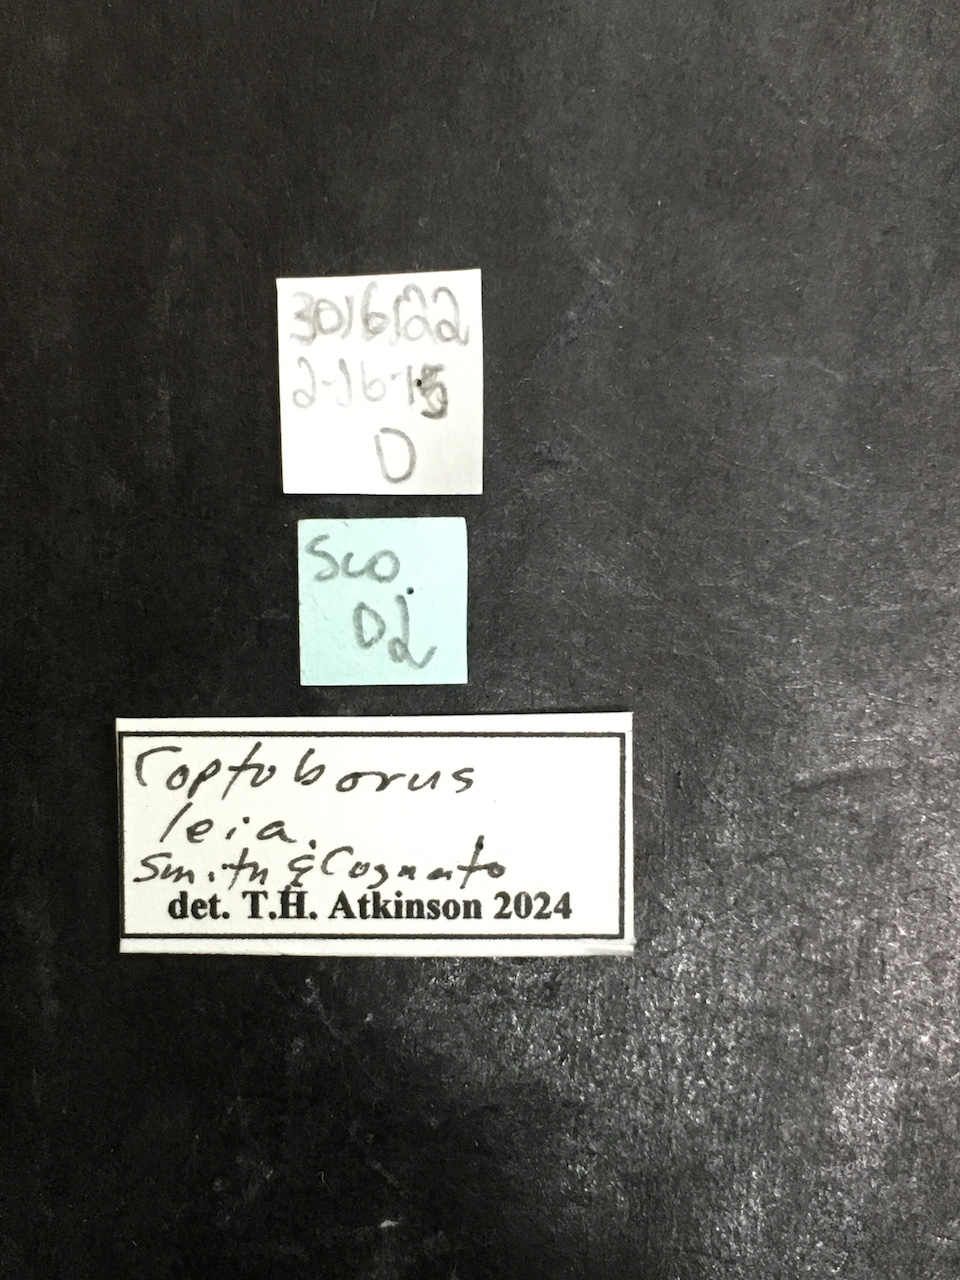 3016122
2-16-15
D
Sco.
02
Coptoborus
leia.
Smith & Cognato
det. T.H. Atkinson 2024